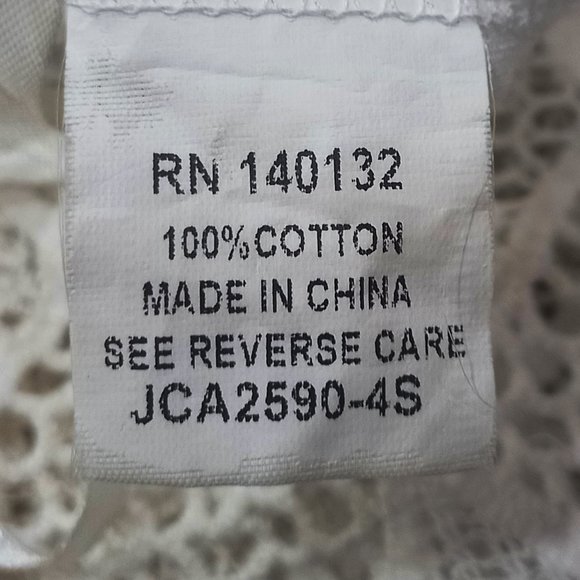 RN 140132
100% COTTON
MADE IN CHINA
SEE REVERSE CARE
JCA2590-4S